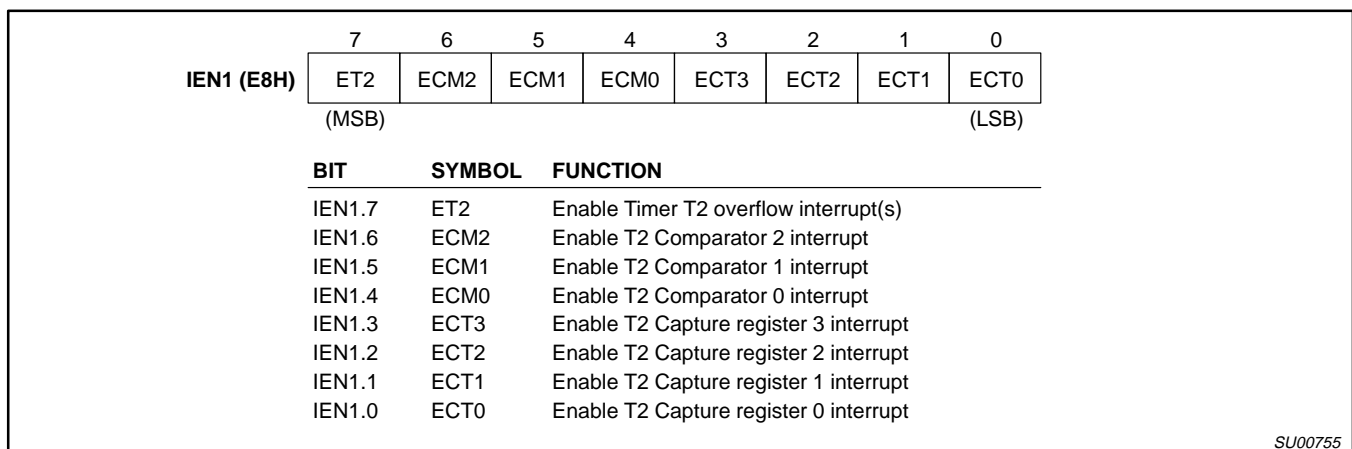 7 6 5 4 3 2 1 0
IEN1 (E8H) ET2 ECM2 ECM1 ECM0 ECT3 ECT2 ECT1 ECT0
(MSB) (LSB)
BIT SYMBOL FUNCTION
IEN1.7 ET2 Enable Timer T2 overflow interrupt(s)
IEN1.6 ECM2 Enable T2 Comparator 2 interrupt
IEN1.5 ECM1 Enable T2 Comparator 1 interrupt
IEN1.4 ECM0 Enable T2 Comparator 0 interrupt
IEN1.3 ECT3 Enable T2 Capture register 3 interrupt
IEN1.2 ECT2 Enable T2 Capture register 2 interrupt
IEN1.1 ECT1 Enable T2 Capture register 1 interrupt
IEN1.0 ECT0 Enable T2 Capture register 0 interrupt
SU00755